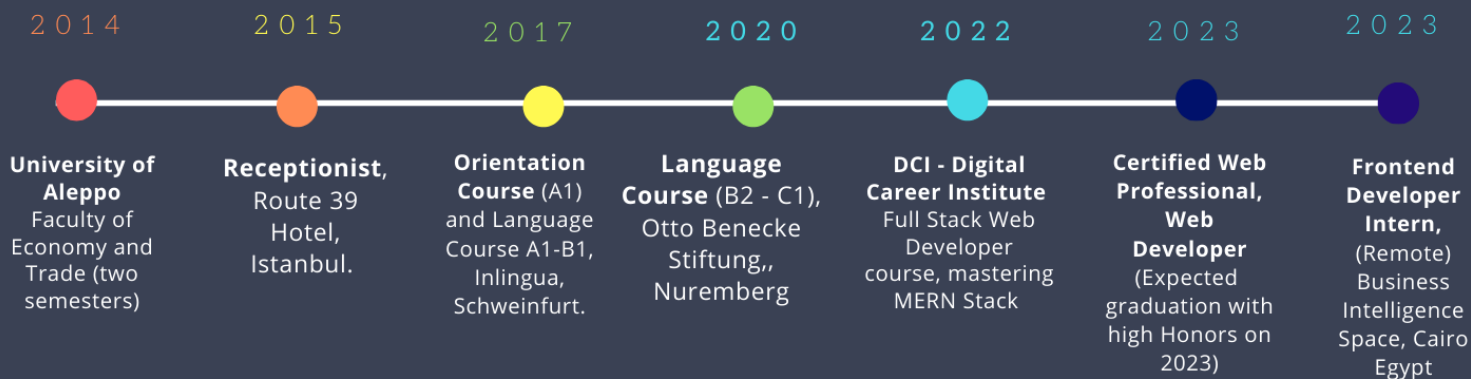 2014
University of
Aleppo
Faculty of
Economy and
Trade (two
semesters)
2015
Receptionist,
Route 39
Hotel,
Istanbul.
2017
Orientation
Course (A1)
and Language
Course A1-B1,
Inlingua,
Schweinfurt.
2020
Language
Course (B2 - C1),
Otto Benecke
Stiftung,,
Nuremberg
2022
DCI - Digital
Career Institute
Full Stack Web
Developer
course, mastering
MERN Stack
2023
Certified Web
Professional,
Web
Developer
(Expected
graduation with
high Honors on
2023)
2023
Frontend
Developer
Intern,
(Remote)
Business
Intelligence
Space, Cairo
Egypt